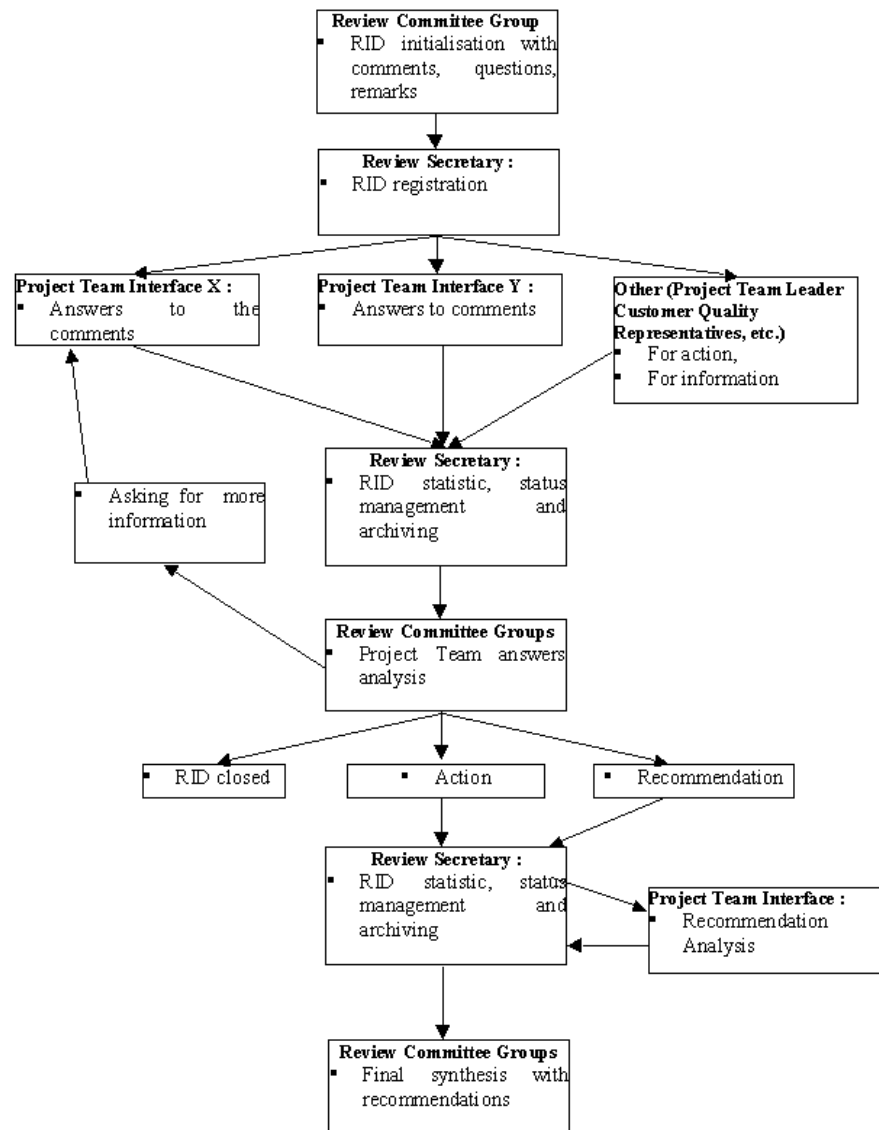 Review Committee Group
▪ RID initialisation with
comments, questions,
remarks
Review Secretary :
▪ RID registration
Project Team Interface X :
▪ Answers to the
comments
Project Team Interface Y :
▪ Answers to comments
Other (Project Team Leader
Customer Quality
Representatives, etc.)
▪ For action,
▪ For information
Review Secretary :
▪ RID statistic, status
management and
archiving
▪ Asking for more
information
Review Committee Groups
▪ Project Team answers
analysis
▪ RID closed
▪ Action
▪ Recommendation
Review Secretary :
▪ RID statistic, status
management and
archiving
Project Team Interface :
▪ Recommendation
Analysis
Review Committee Groups
▪ Final synthesis with
recommendations